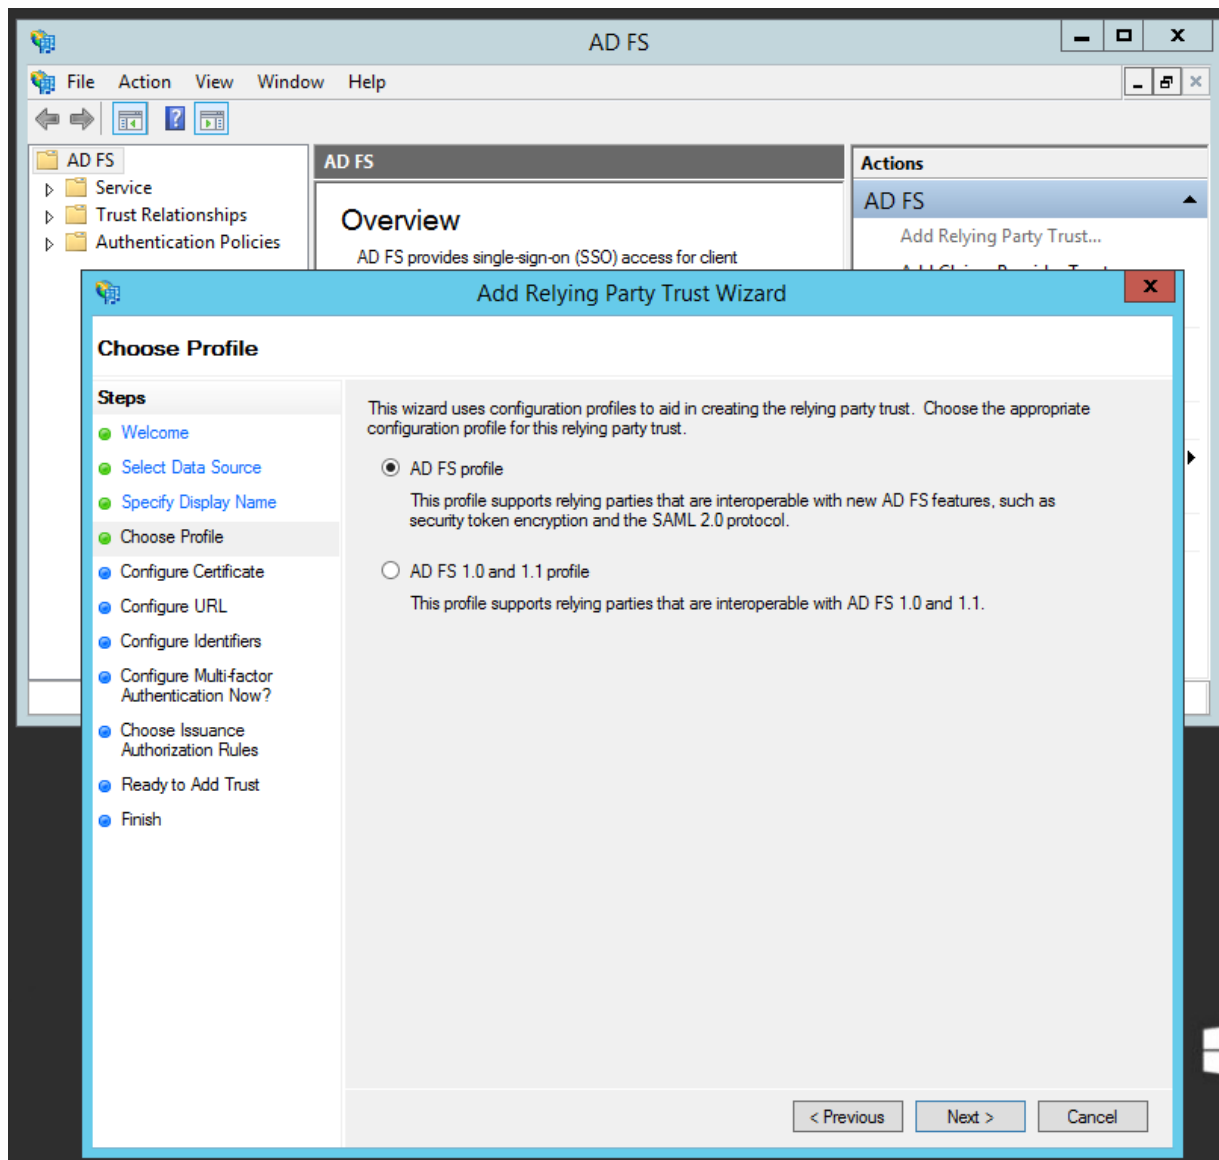 AD FS
File Action View Window Help
AD FS
Service
Trust Relationships
Authentication Policies
AD FS
Overview
AD FS provides single-sign-on (SSO) access for client
Actions
AD FS
Add Relying Party Trust...
Add Relying Party Trust Wizard
Choose Profile
Steps
Welcome
Select Data Source
Specify Display Name
Choose Profile
Configure Certificate
Configure URL
Configure Identifiers
Configure Multi-factor
Authentication Now?
Choose Issuance
Authorization Rules
Ready to Add Trust
Finish
This wizard uses configuration profiles to aid in creating the relying party trust. Choose the appropriate
configuration profile for this relying party trust.
AD FS profile
This profile supports relying parties that are interoperable with new AD FS features, such as
security token encryption and the SAML 2.0 protocol.
AD FS 1.0 and 1.1 profile
This profile supports relying parties that are interoperable with AD FS 1.0 and 1.1.
< Previous Next > Cancel